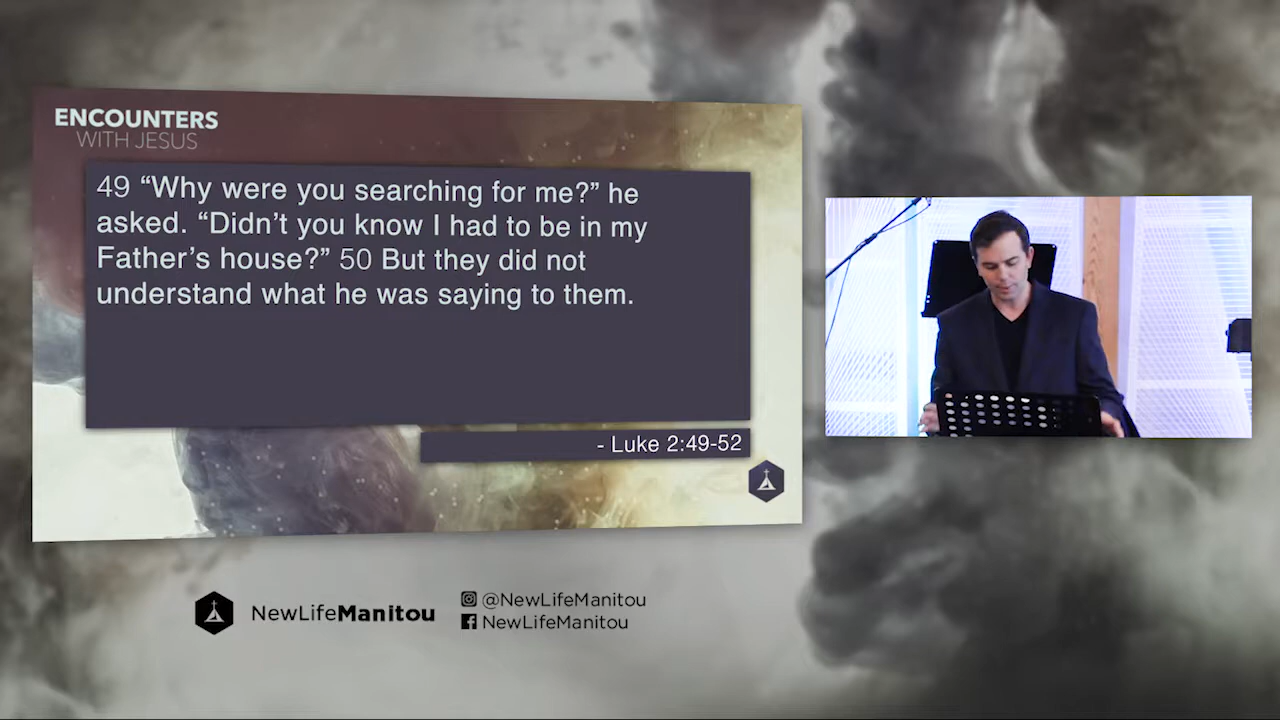 ENCOUNTERS
WITH JESUS
49 “Why were you searching for me?” he
asked. “Didn’t you know I had to be in my
Father’s house?” 50 But they did not
understand what he was saying to them.
- Luke 2:49-52
NewLifeManitou
@NewLifeManitou
NewLifeManitou